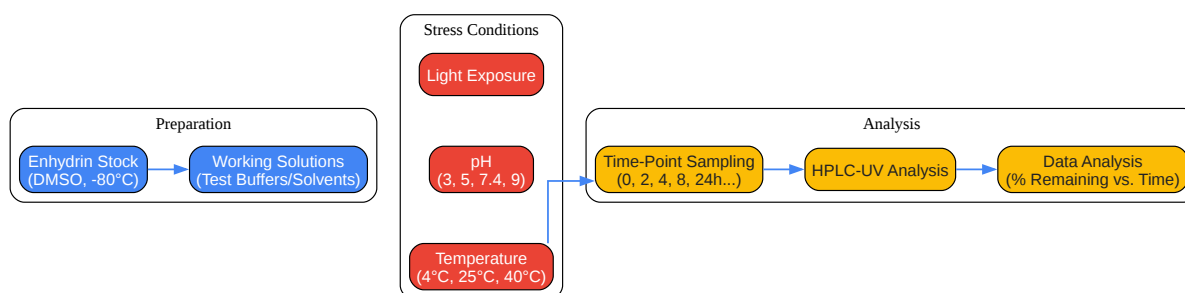 Preparation
Enhydrin Stock
(DMSO, -80°C)
Working Solutions
(Test Buffers/Solvents)
Stress Conditions
Light Exposure
pH
(3, 5, 7.4, 9)
Temperature
(4°C, 25°C, 40°C)
Analysis
Time-Point Sampling
(0, 2, 4, 8, 24h...)
HPLC-UV Analysis
Data Analysis
(% Remaining vs. Time)